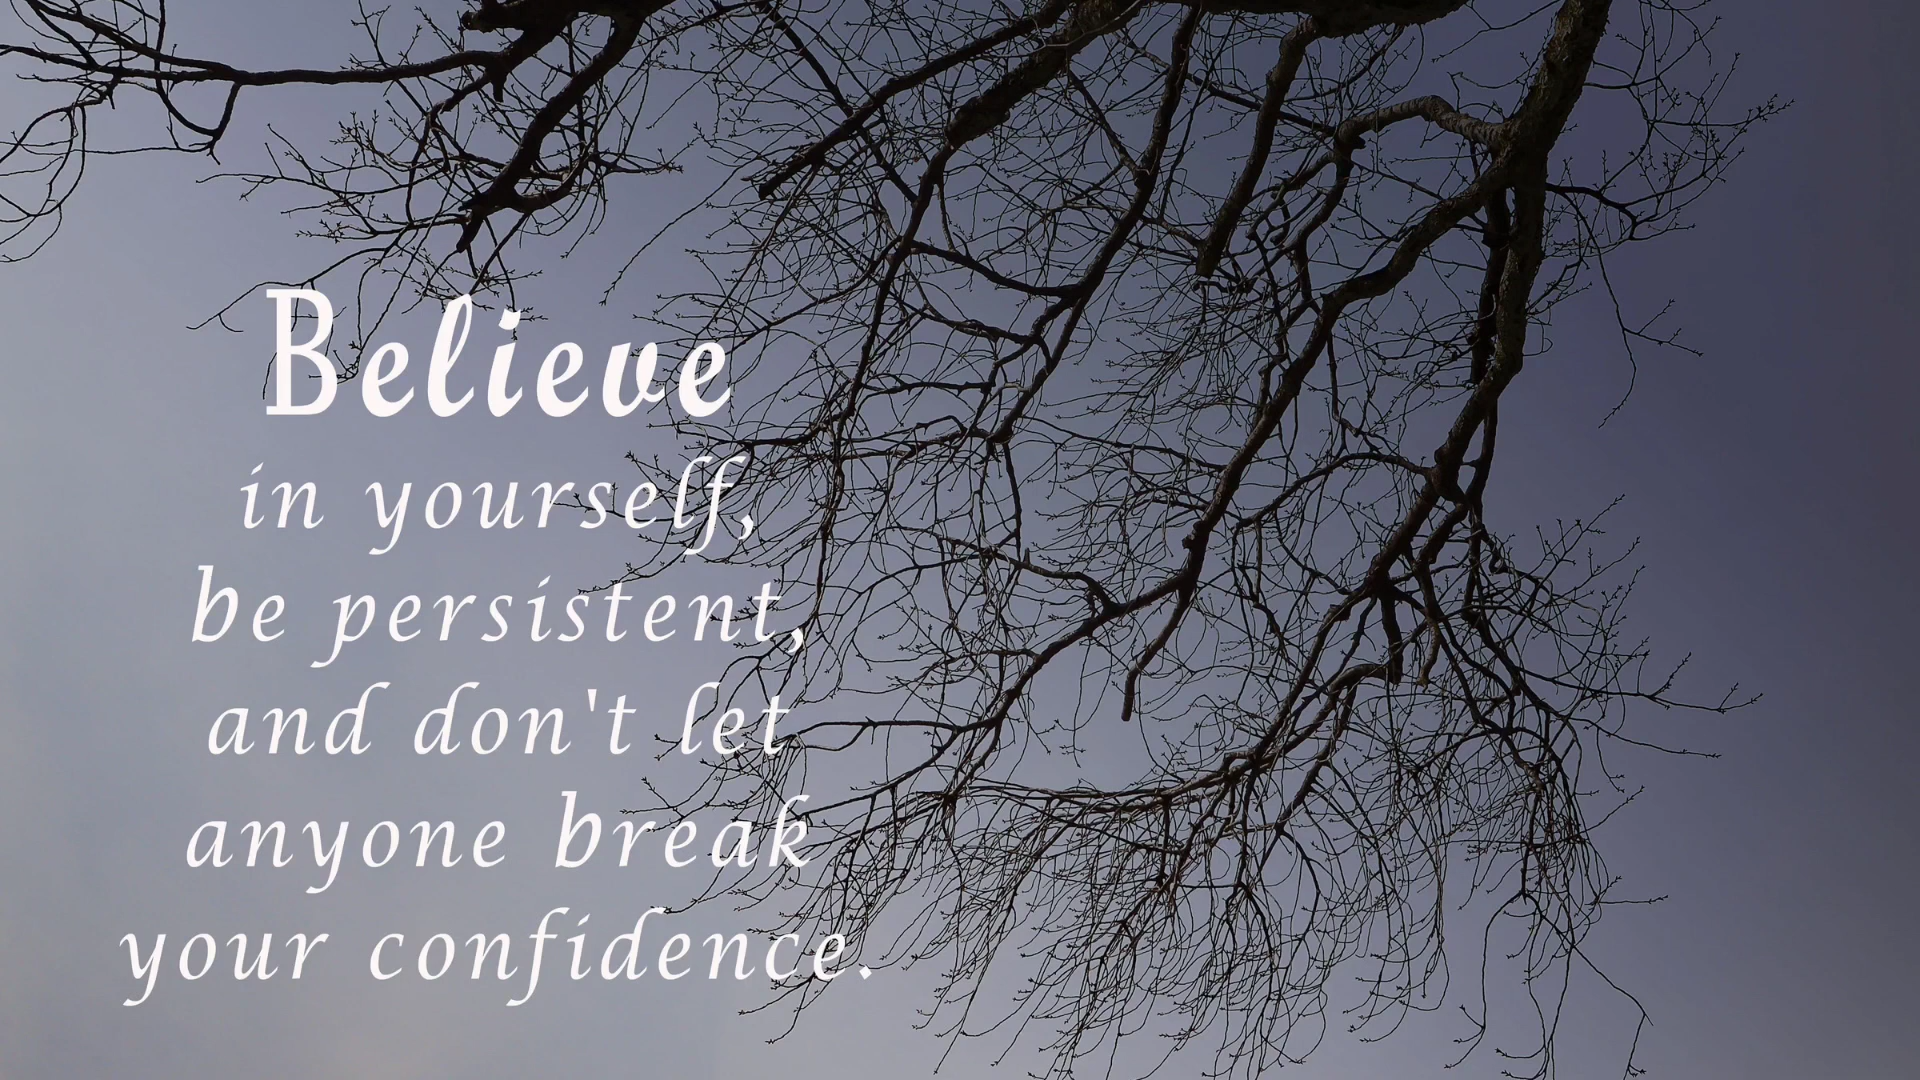 Believe
in yourself,
be persistent,
and don't let
anyone break
your confidence.